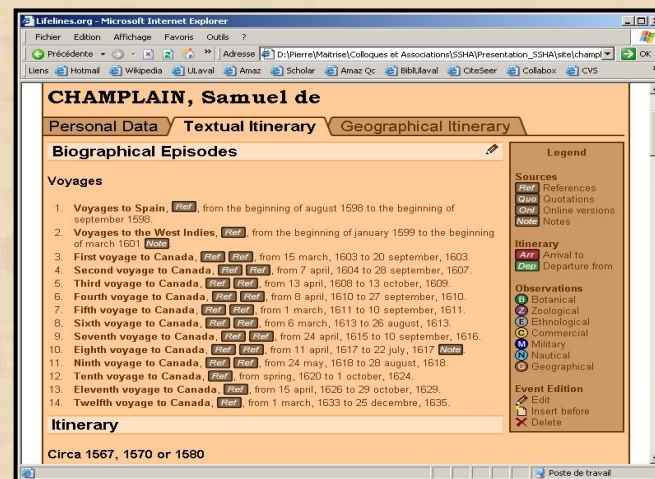 Lifelines.org - Microsoft Internet Explorer
Fichier Edition Affichage Favoris Outils ?
Précédente Adresse D:\Pierre\Maitrise\Colloques et Associations\SSHA\Presentation_SSHA\site\champl OK
Liens Hotmail Wikipedia ULaval Amaz Scholar Amaz Qc BiblUlaval CiteSeer Collabox CVS
CHAMPLAIN, Samuel de
Personal Data Textual Itinerary Geographical Itinerary
Biographical Episodes
Voyages
1. Voyages to Spain, Ref, from the beginning of august 1598 to the beginning of
september 1598.
2. Voyages to the West Indies, Ref, from the beginning of january 1599 to the beginning
of march 1601 Note
3. First voyage to Canada, Ref Ref, from 15 march, 1603 to 20 september, 1603.
4. Second voyage to Canada, Ref Ref, from 7 april, 1604 to 28 september, 1607.
5. Third voyage to Canada, Ref Ref, from 13 april, 1608 to 13 october, 1609.
6. Fourth voyage to Canada, Ref Ref, from 8 april, 1610 to 27 september, 1610.
7. Fifth voyage to Canada, Ref Ref, from 1 march, 1611 to 10 september, 1611.
8. Sixth voyage to Canada, Ref Ref, from 6 march, 1613 to 26 august, 1613.
9. Seventh voyage to Canada, Ref Ref, from 24 april, 1615 to 10 september, 1616.
10. Eighth voyage to Canada, Ref Ref, from 11 april, 1617 to 22 july, 1617 Note
11. Ninth voyage to Canada, Ref Ref, from 24 may, 1618 to 28 august, 1618.
12. Tenth voyage to Canada, Ref, from spring, 1620 to 1 october, 1624.
13. Eleventh voyage to Canada, Ref, from 15 april, 1626 to 29 october, 1629.
14. Twelfth voyage to Canada, Ref, from 1 march, 1633 to 25 decembre, 1635.
Itinerary
Circa 1567, 1570 or 1580
Legend
Sources
Ref References
Quo Quotations
Onl Online versions
Note Notes
Itinerary
Arr Arrival to
Dep Departure from
Observations
B Botanical
Z Zoological
E Ethnological
C Commercial
M Military
N Nautical
G Geographical
Event Edition
Edit
Insert before
Delete
Poste de travail